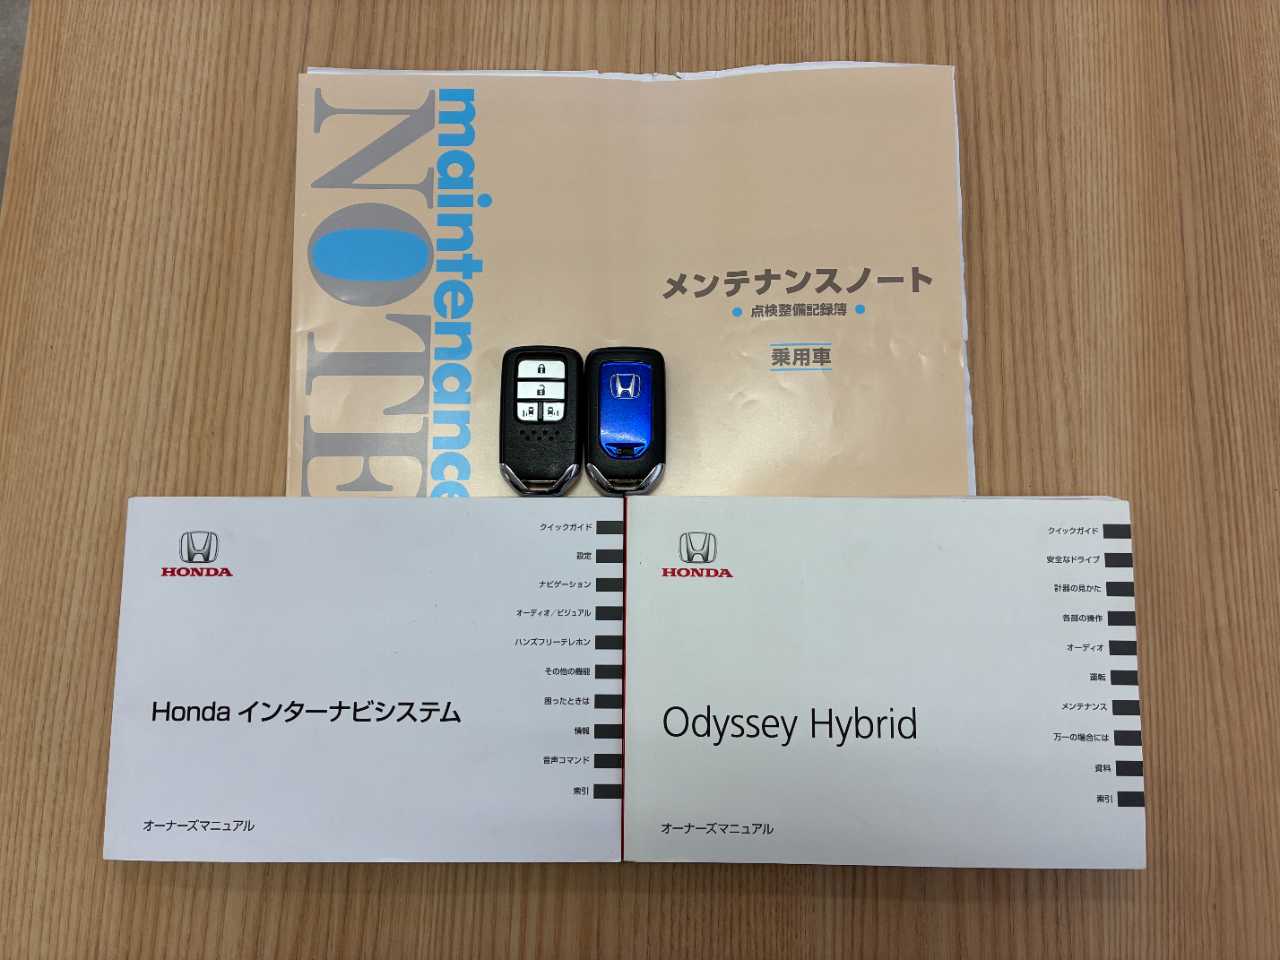 maintenance
NOTE
メンテナンスノート
● 点検整備記録簿 ●
乗用車
HONDA
クイックガイド
設定
ナビゲーション
オーディオ/ビジュアル
ハンズフリーテレホン
その他の機能
困ったときは
情報
音声コマンド
索引
Honda インターナビシステム
オーナーズマニュアル
HONDA
クイックガイド
安全なドライブ
計器の見かた
各部の操作
オーディオ
運転
メンテナンス
万一の場合には
資料
索引
Odyssey Hybrid
オーナーズマニュアル